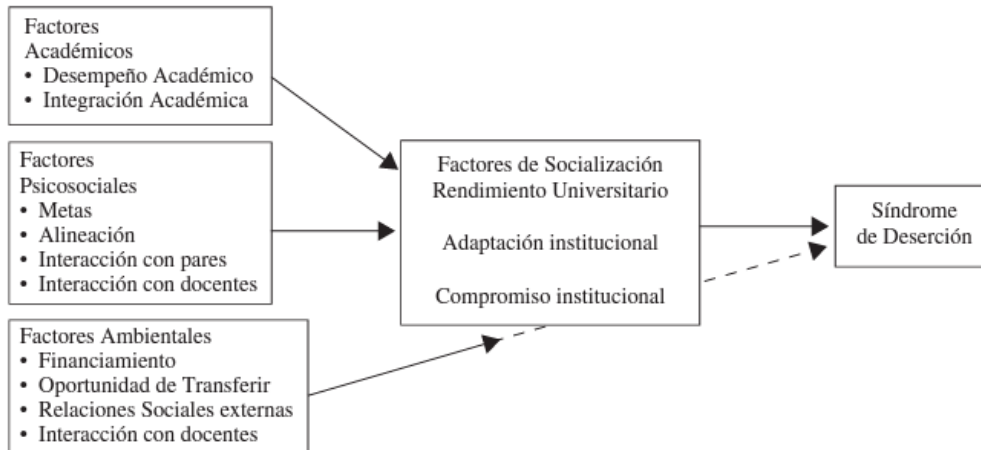 Factores
Académicos
• Desempeño Académico
• Integración Académica
Factores
Psicosociales
• Metas
• Alineación
• Interacción con pares
• Interacción con docentes
Factores Ambientales
• Financiamiento
• Oportunidad de Transferir
• Relaciones Sociales externas
• Interacción con docentes
Factores de Socialización
Rendimiento Universitario
Adaptación institucional
Compromiso institucional
Síndrome
de Deserción